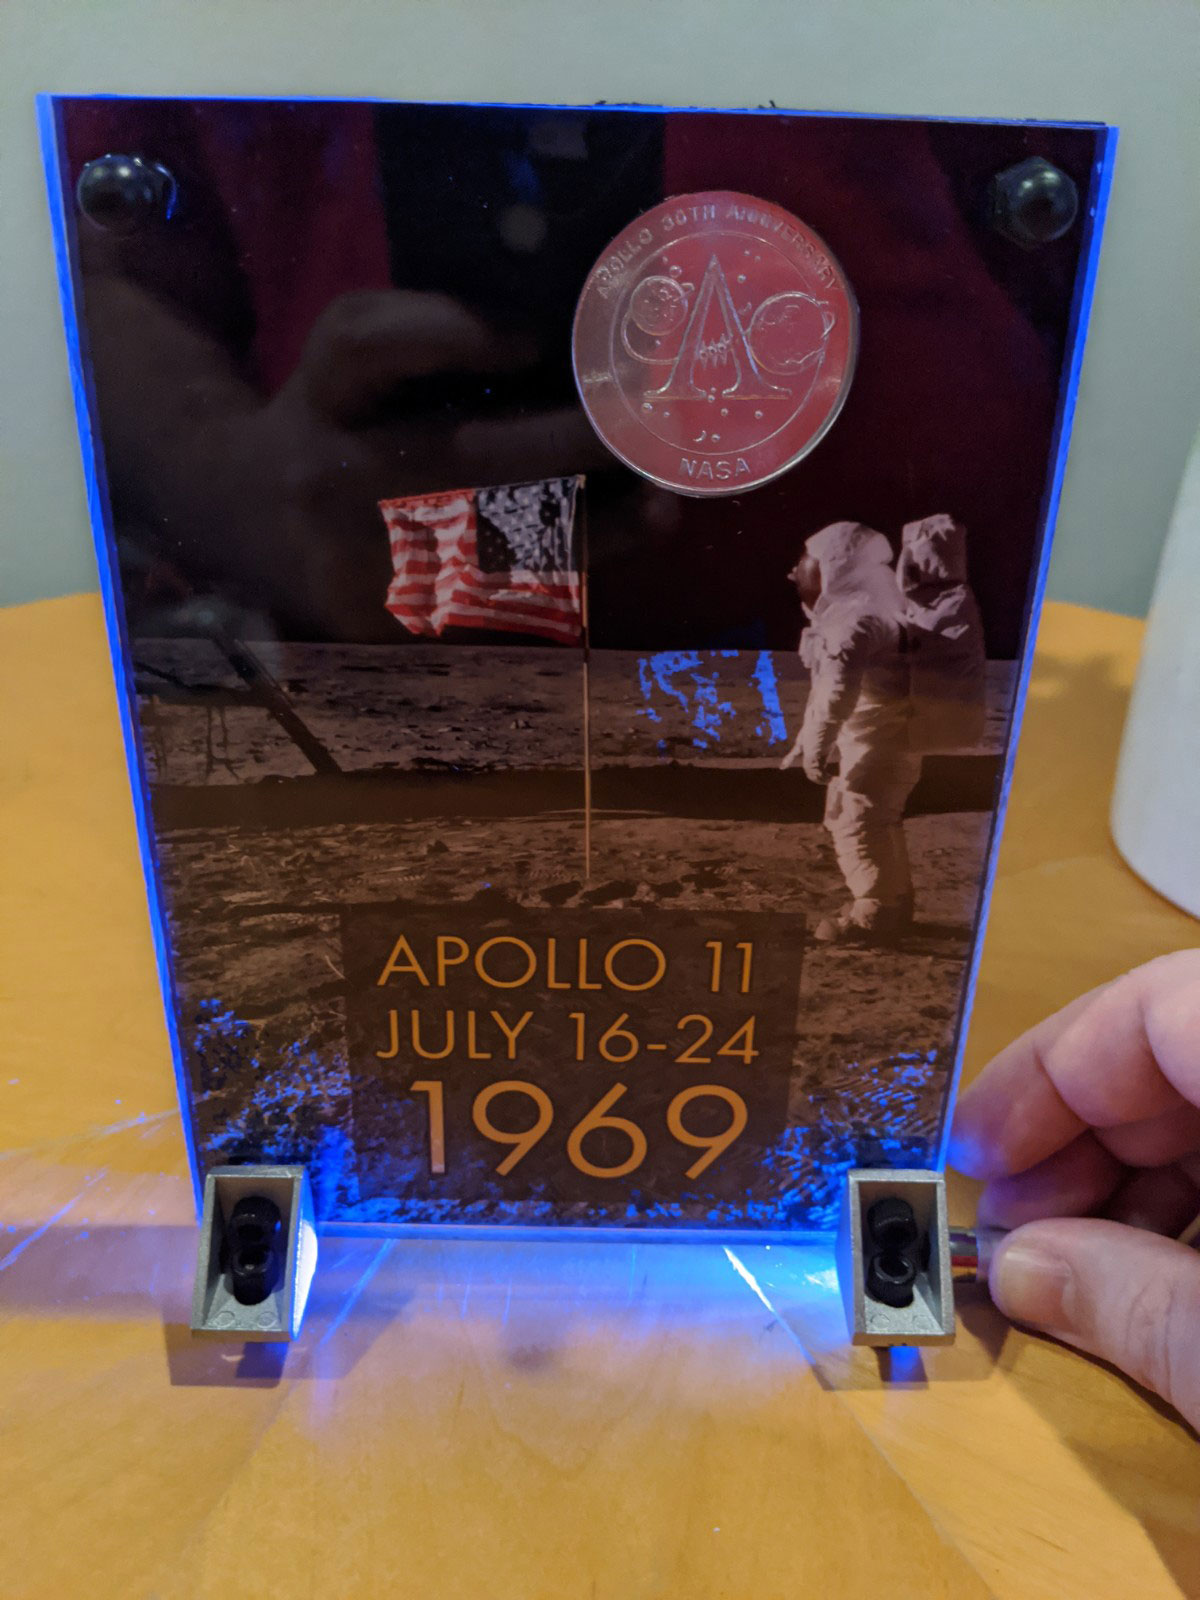 APOLLO 30TH ANNIVERSARY
A
NASA
APOLLO 11
JULY 16-24
1969